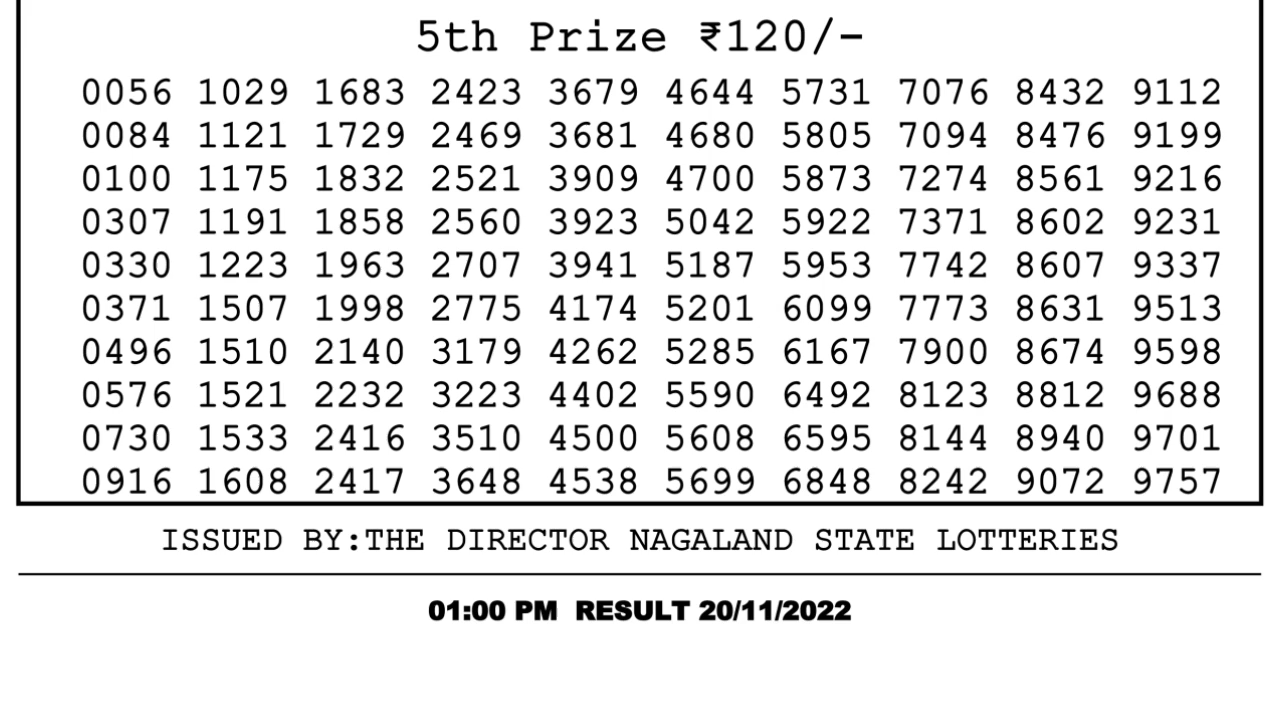 5th Prize ₹120/-
0056 1029 1683 2423 3679 4644 5731 7076 8432 9112
0084 1121 1729 2469 3681 4680 5805 7094 8476 9199
0100 1175 1832 2521 3909 4700 5873 7274 8561 9216
0307 1191 1858 2560 3923 5042 5922 7371 8602 9231
0330 1223 1963 2707 3941 5187 5953 7742 8607 9337
0371 1507 1998 2775 4174 5201 6099 7773 8631 9513
0496 1510 2140 3179 4262 5285 6167 7900 8674 9598
0576 1521 2232 3223 4402 5590 6492 8123 8812 9688
0730 1533 2416 3510 4500 5608 6595 8144 8940 9701
0916 1608 2417 3648 4538 5699 6848 8242 9072 9757
ISSUED BY:THE DIRECTOR NAGALAND STATE LOTTERIES
01:00 PM RESULT 20/11/2022